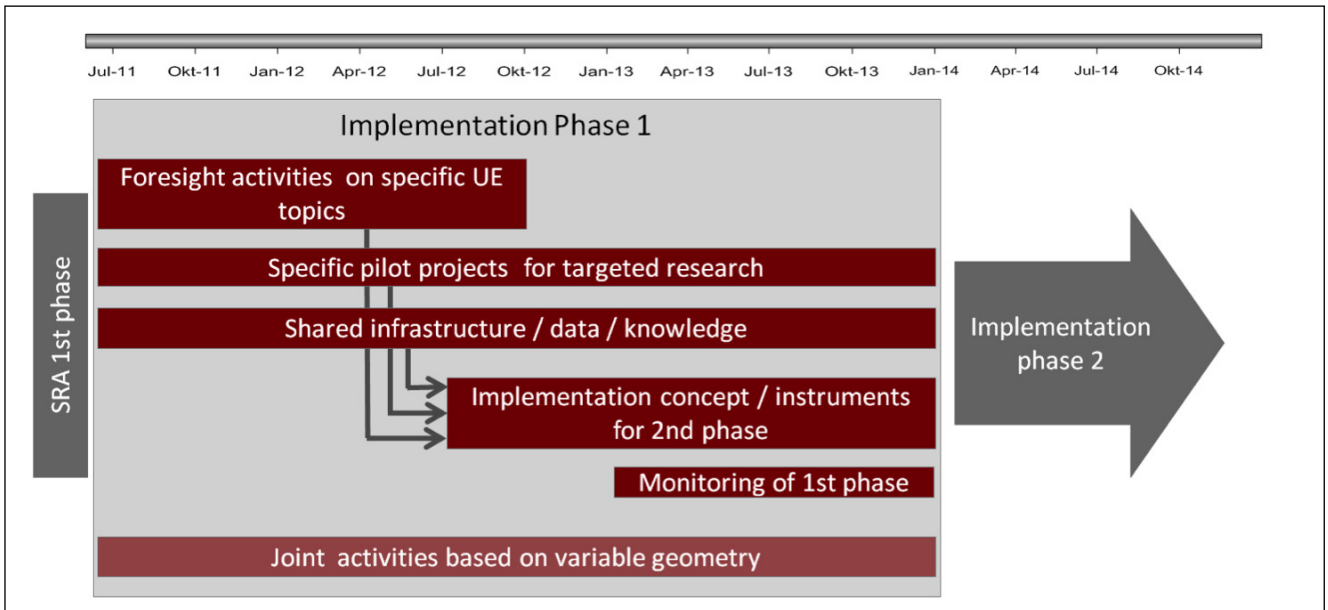 Jul-11 Okt-11 Jan-12 Apr-12 Jul-12 Okt-12 Jan-13 Apr-13 Jul-13 Okt-13 Jan-14 Apr-14 Jul-14 Okt-14
Implementation Phase 1
SRA 1st phase
Foresight activities on specific UE
topics
Specific pilot projects for targeted research
Shared infrastructure / data / knowledge
Implementation concept / instruments
for 2nd phase
Monitoring of 1st phase
Joint activities based on variable geometry
Implementation
phase 2